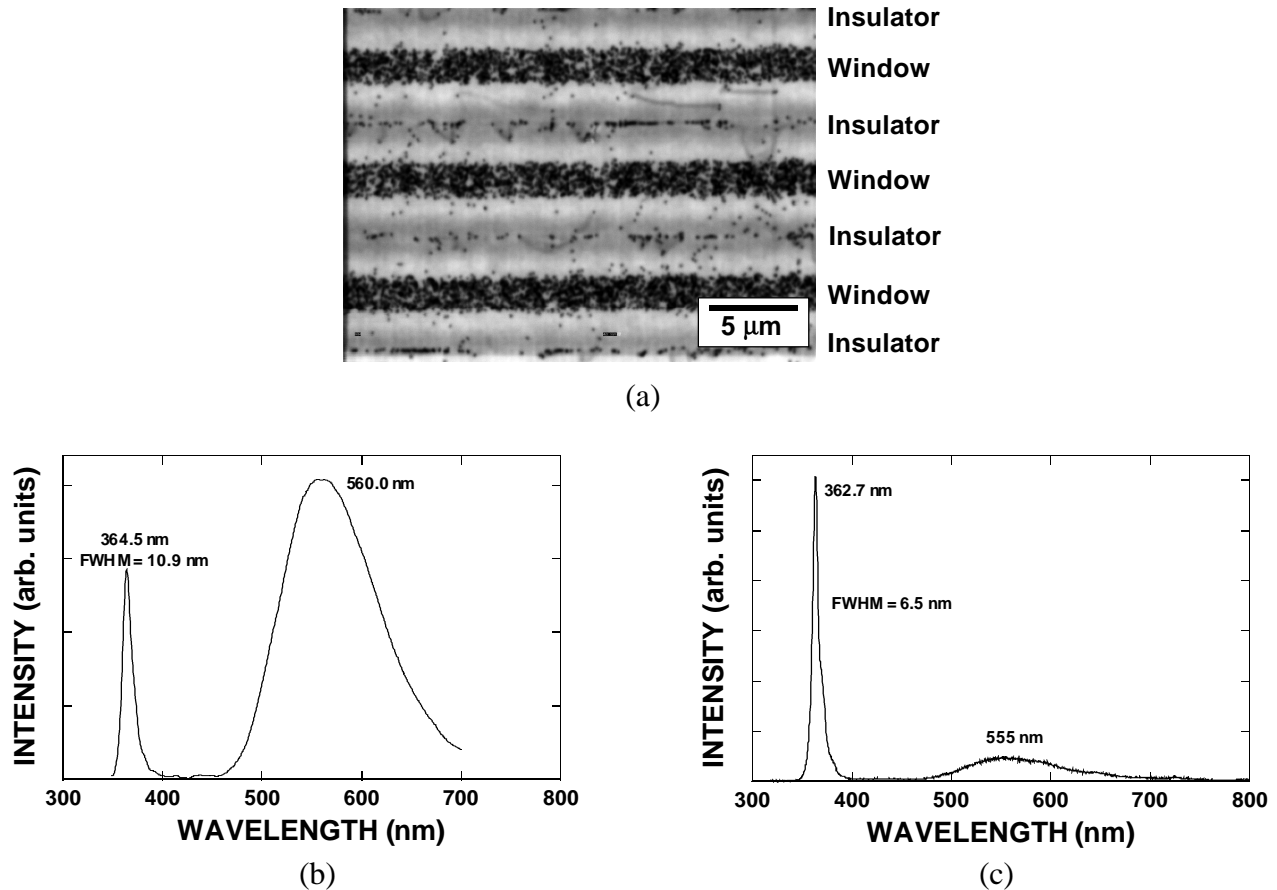 Insulator
Window
Insulator
Window
Insulator
Window
Insulator
5 μm
(a)
INTENSITY (arb. units)
364.5 nm
FWHM = 10.9 nm
560.0 nm
300 400 500 600 700 800
WAVELENGTH (nm)
(b)
INTENSITY (arb. units)
362.7 nm
FWHM = 6.5 nm
555 nm
300 400 500 600 700 800
WAVELENGTH (nm)
(c)